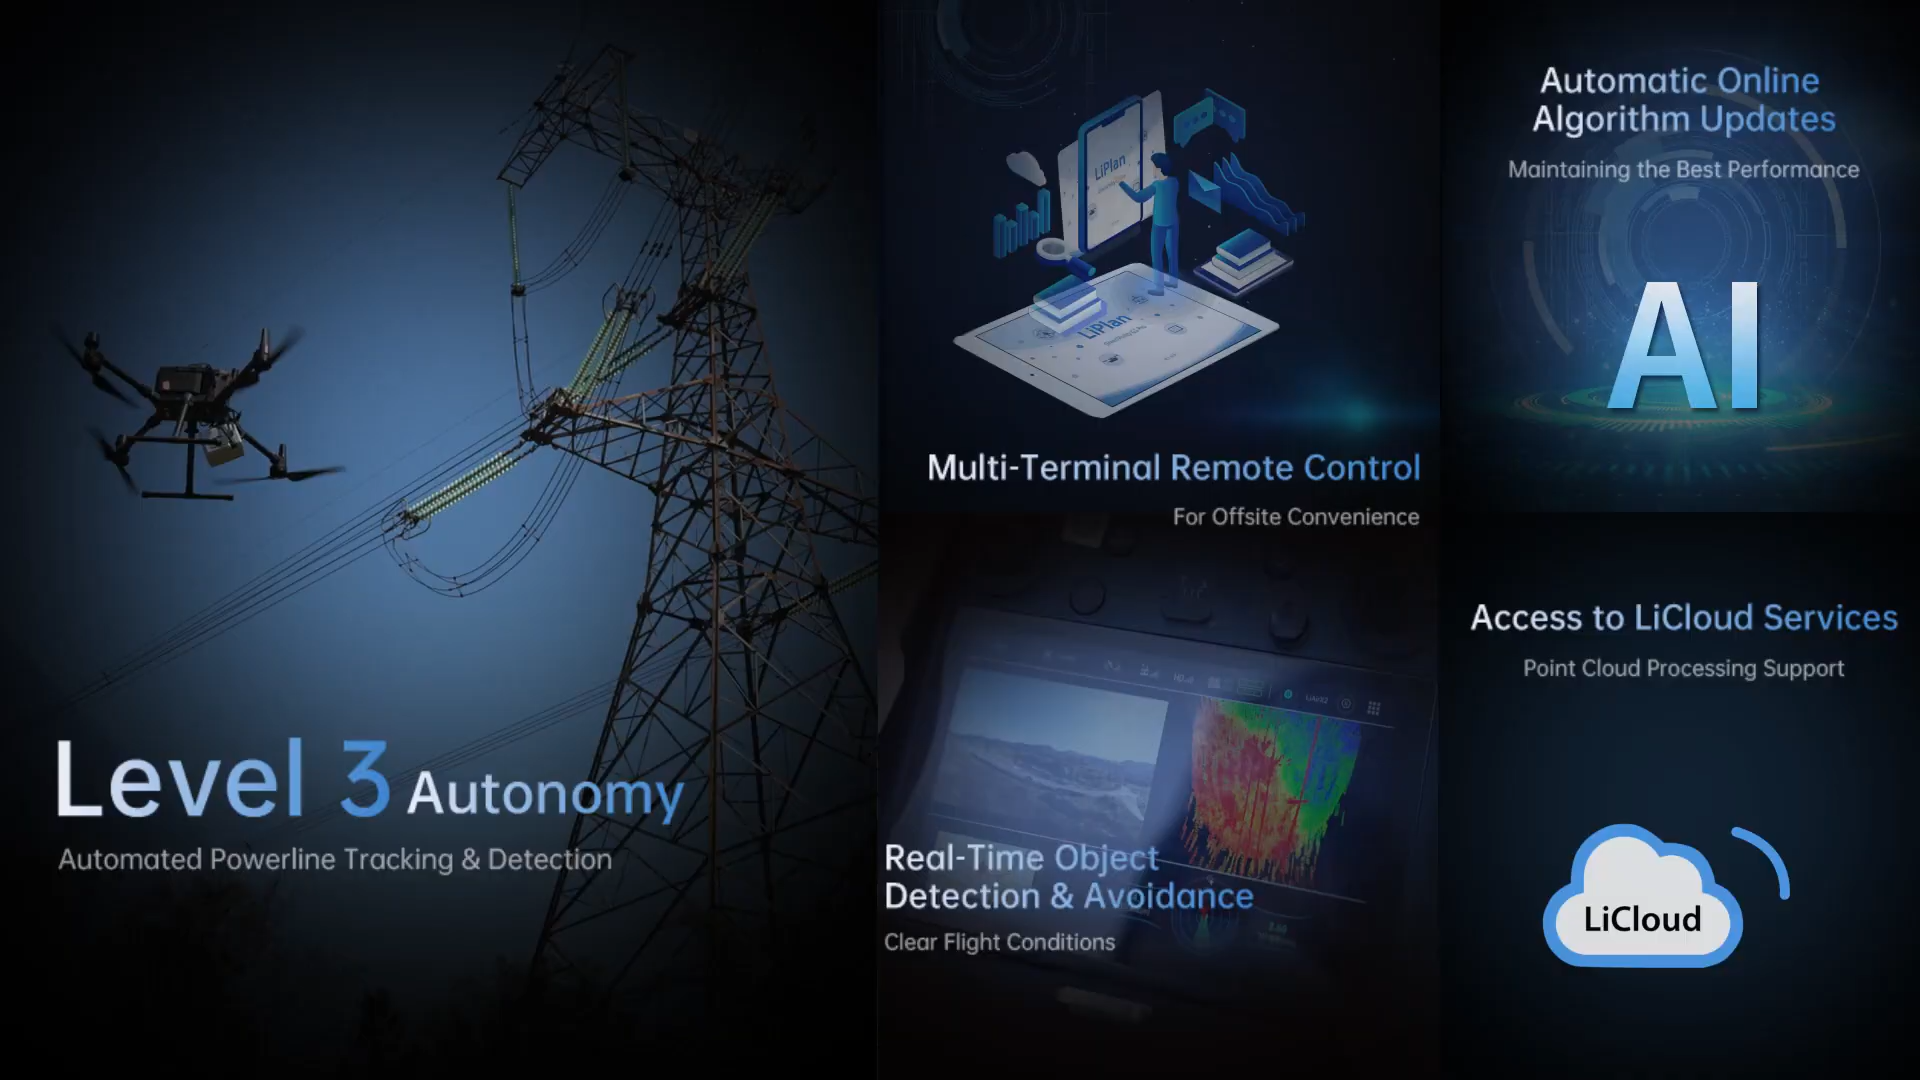 Level 3 Autonomy
Automated Powerline Tracking & Detection
LiPlan
LiPlan
Multi-Terminal Remote Control
For Offsite Convenience
Real-Time Object
Detection & Avoidance
Clear Flight Conditions
Automatic Online
Algorithm Updates
Maintaining the Best Performance
AI
Access to LiCloud Services
Point Cloud Processing Support
LiCloud